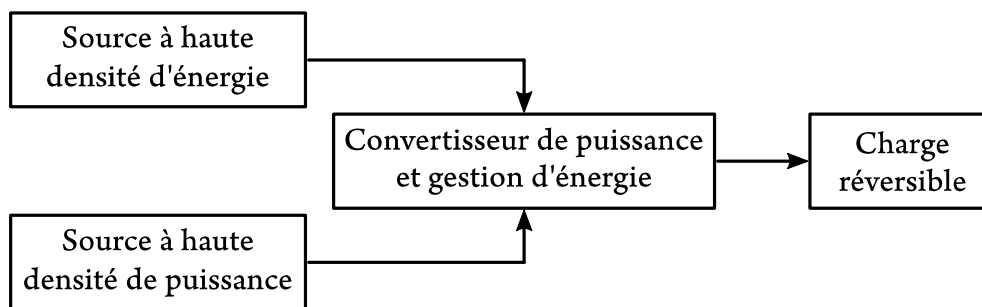 Source à haute
densité d'énergie
Convertisseur de puissance
et gestion d'énergie
Charge
réversible
Source à haute
densité de puissance